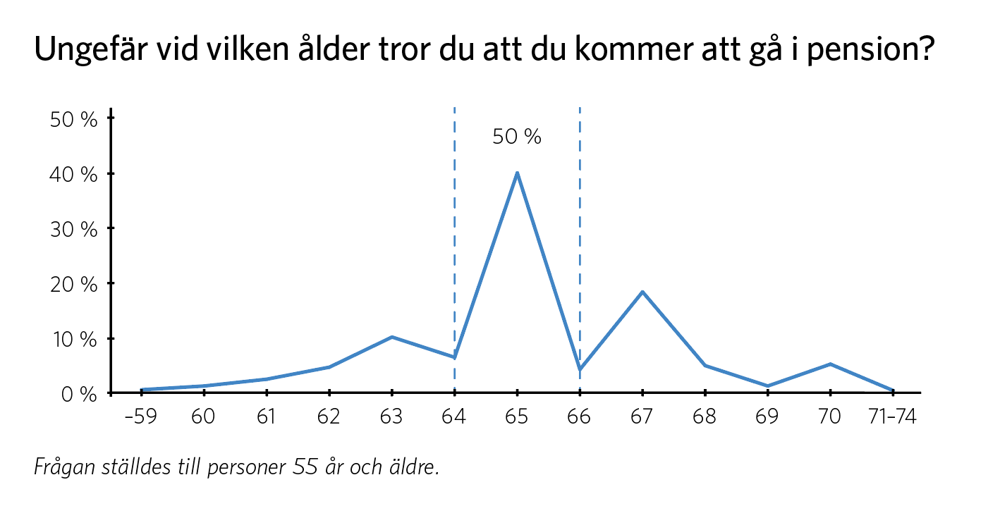 Ungefär vid vilken ålder tror du att du kommer att gå i pension?
50 %
50 %
40 %
30 %
20 %
10 %
0 %
–59 60 61 62 63 64 65 66 67 68 69 70 71–74
Frågan ställdes till personer 55 år och äldre.